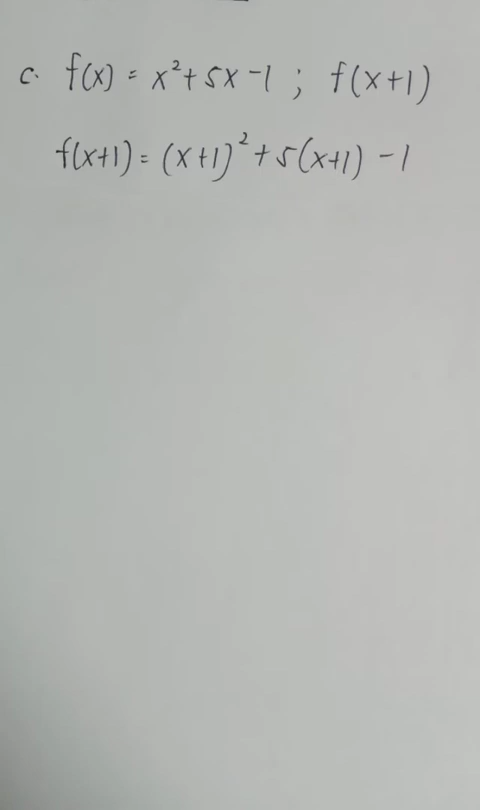 c. f(x) = x²+5x-1 ; f(x+1)
f(x+1) = (x+1)²+5(x+1)-1